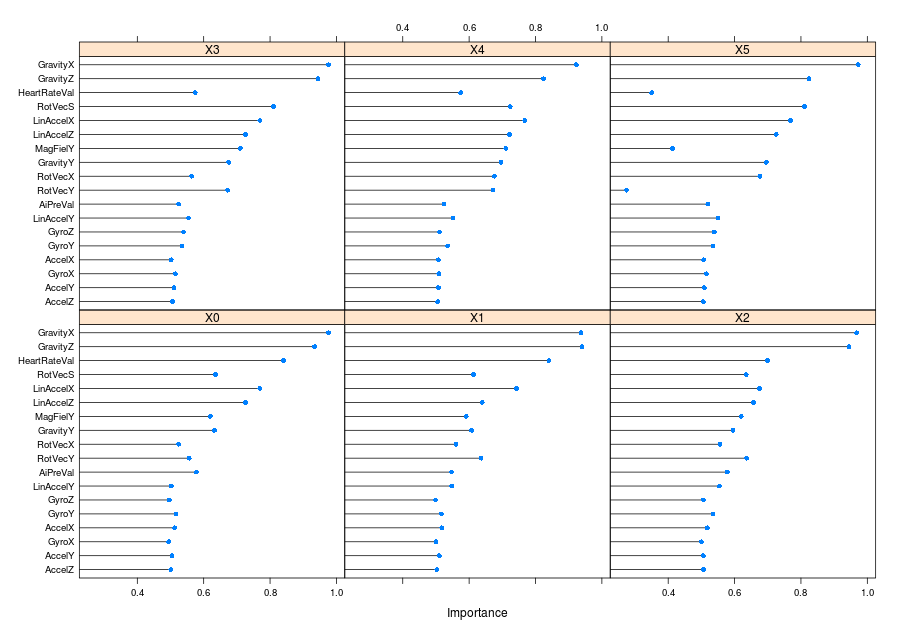 0.4 0.6 0.8 1.0
X3 X4 X5
GravityX
GravityZ
HeartRateVal
RotVecS
LinAccelX
LinAccelZ
MagFielY
GravityY
RotVecX
RotVecY
AiPreVal
LinAccelY
GyroZ
GyroY
AccelX
GyroX
AccelY
AccelZ
X0 X1 X2
GravityX
GravityZ
HeartRateVal
RotVecS
LinAccelX
LinAccelZ
MagFielY
GravityY
RotVecX
RotVecY
AiPreVal
LinAccelY
GyroZ
GyroY
AccelX
GyroX
AccelY
AccelZ
0.4 0.6 0.8 1.0 0.4 0.6 0.8 1.0
Importance